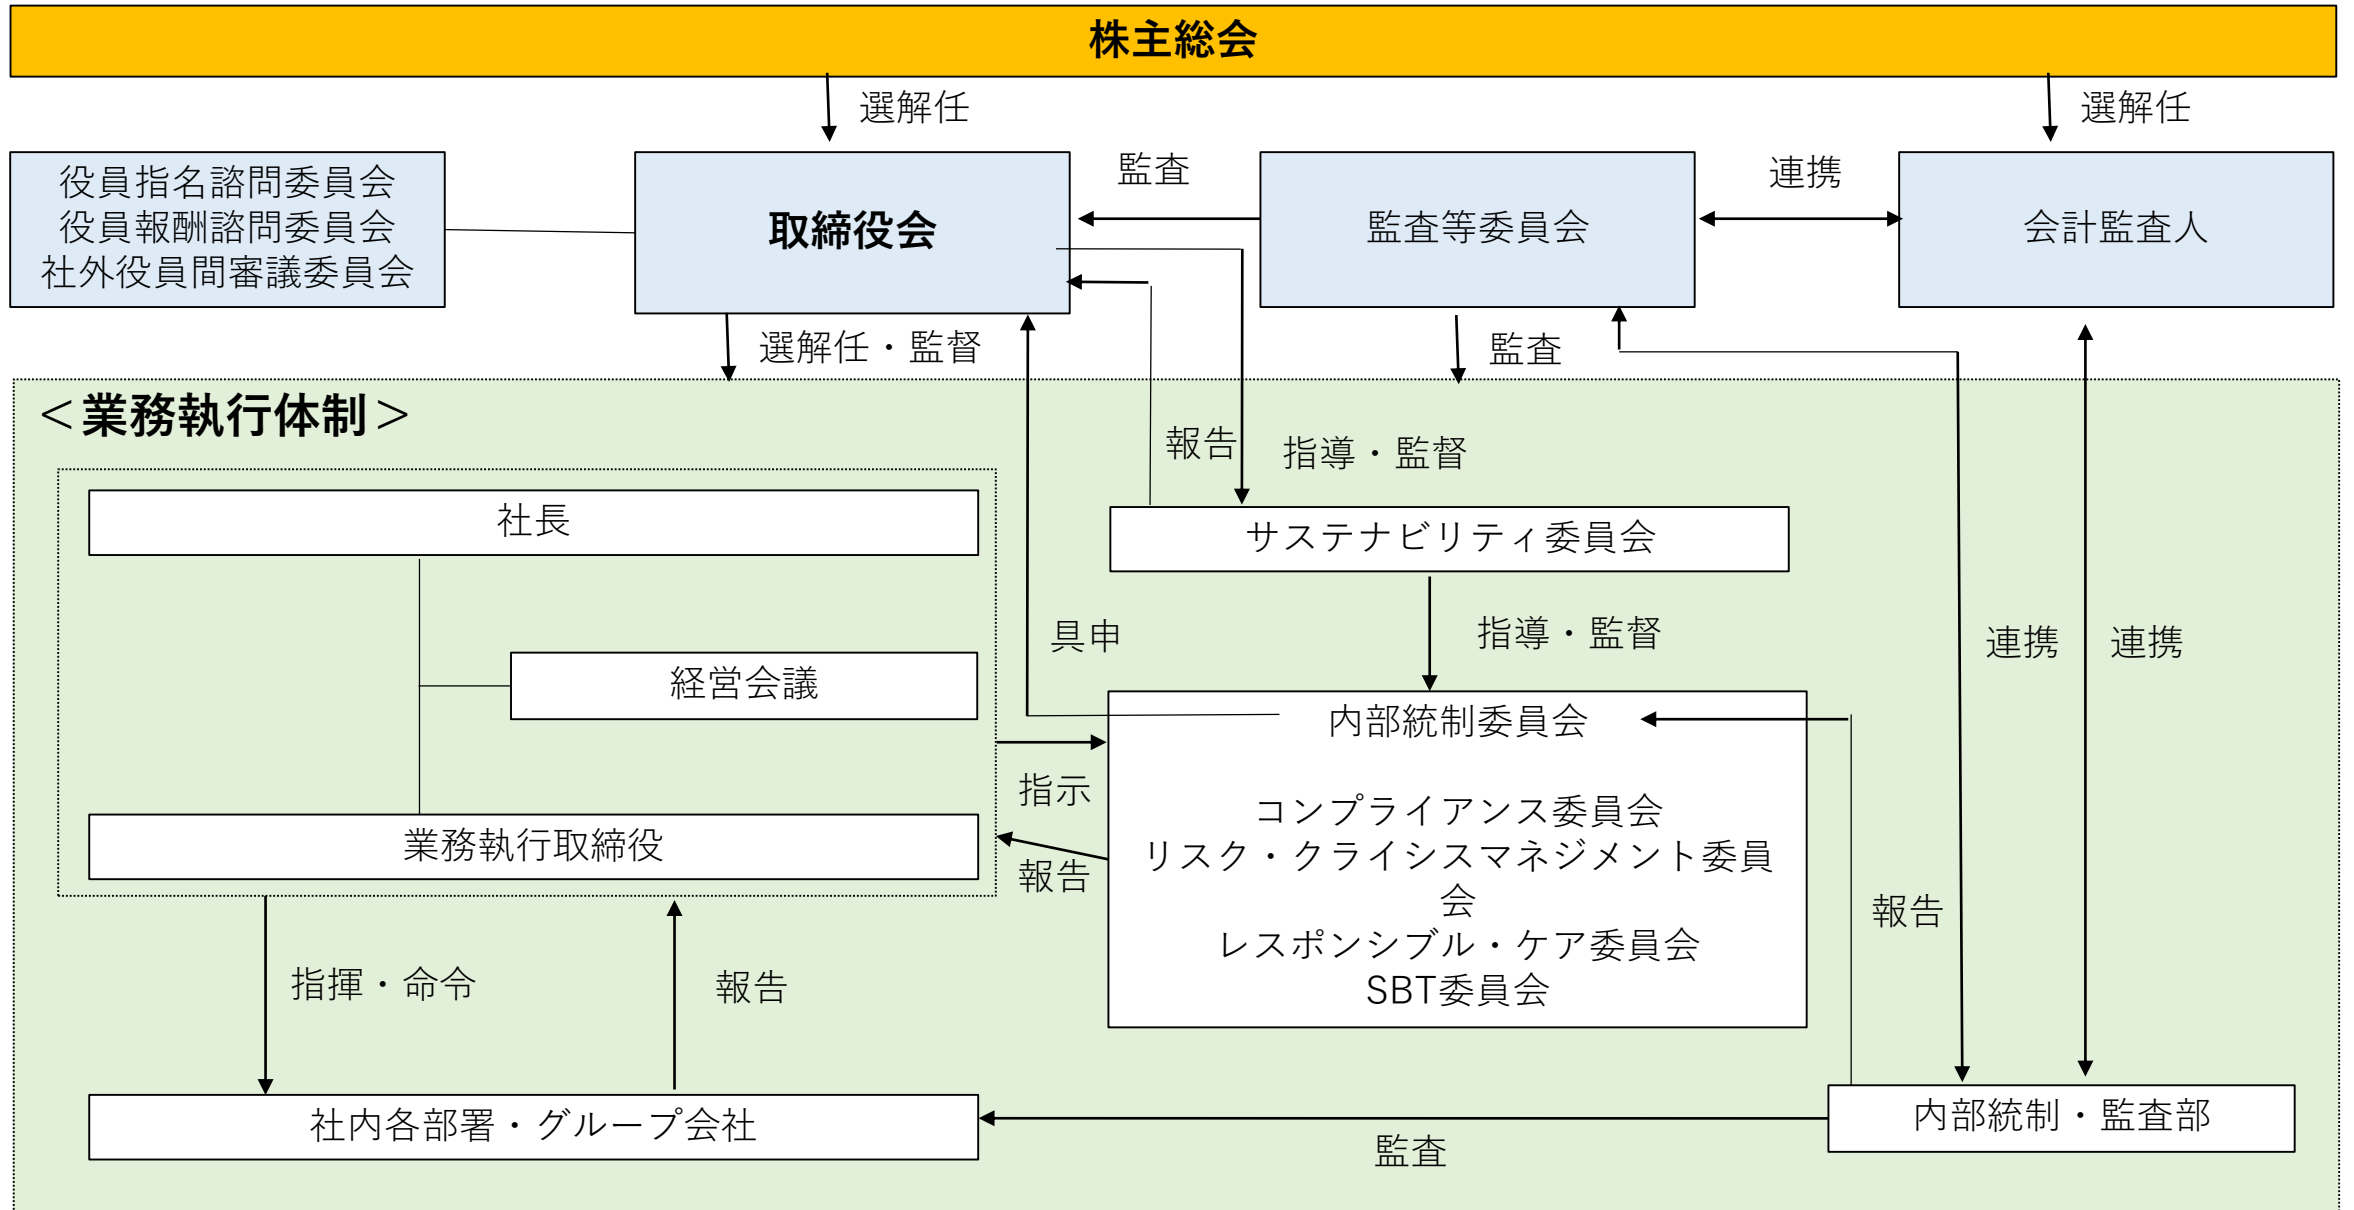 株主総会
選解任
選解任
役員指名諮問委員会
役員報酬諮問委員会
社外役員間審議委員会
取締役会
監査
監査等委員会
連携
会計監査人
選解任・監督
監査
＜業務執行体制＞
報告
指導・監督
社長
サステナビリティ委員会
具申
指導・監督
連携
連携
経営会議
内部統制委員会
指示
コンプライアンス委員会
リスク・クライシスマネジメント委員
会
レスポンシブル・ケア委員会
SBT委員会
業務執行取締役
報告
報告
指揮・命令
報告
社内各部署・グループ会社
監査
内部統制・監査部